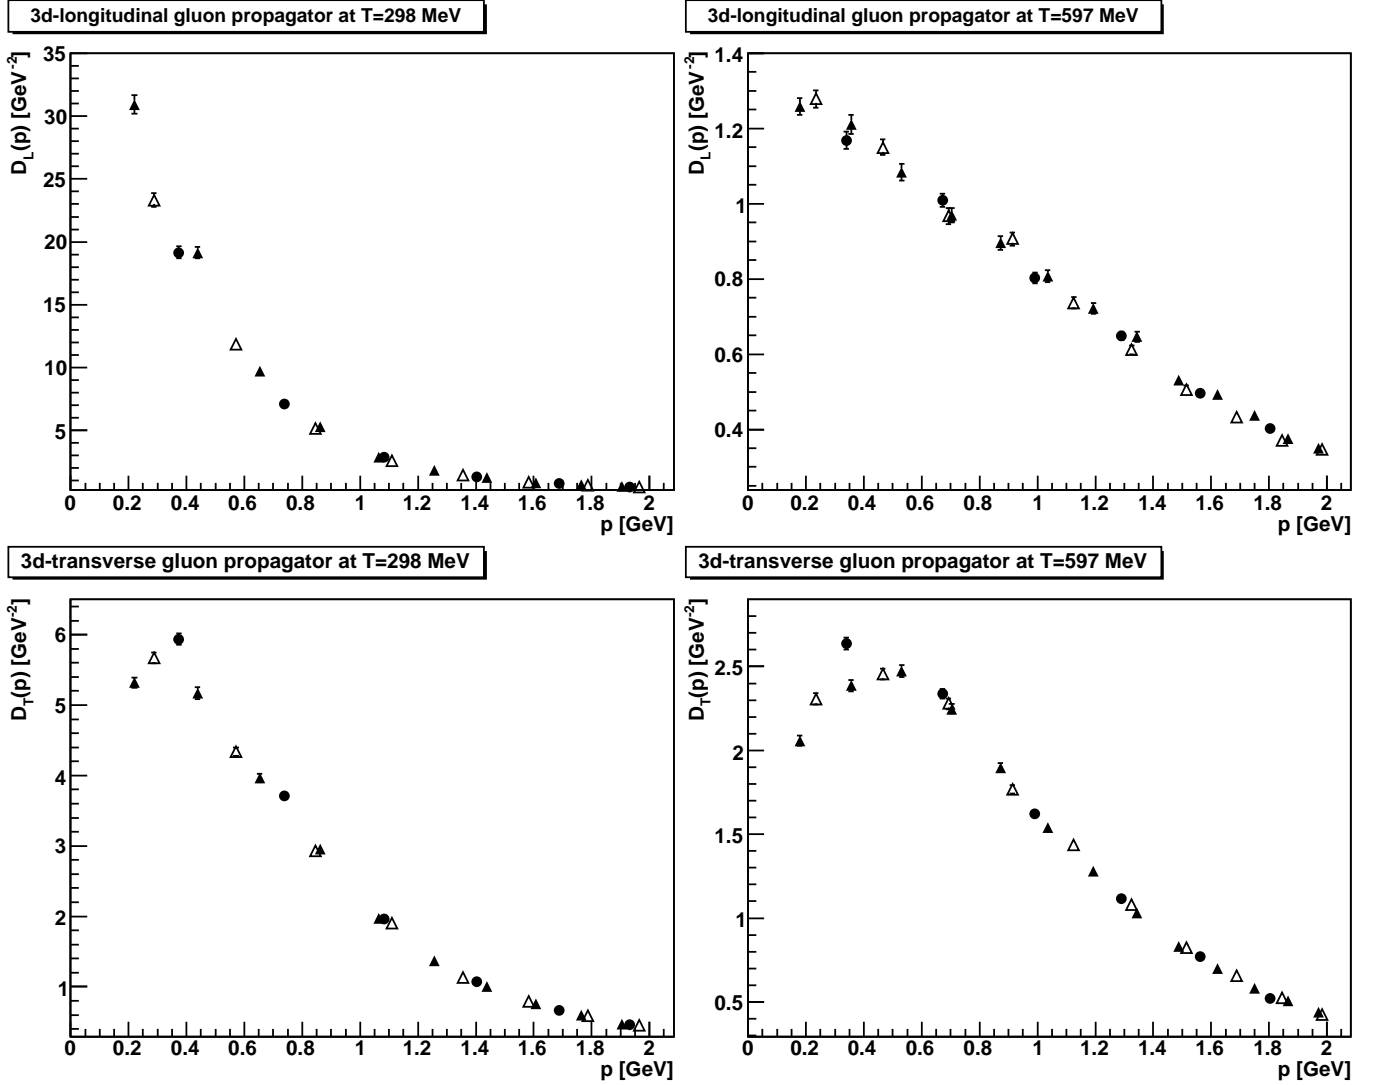 3d-longitudinal gluon propagator at T=298 MeV
D_L(p) [GeV^-2]
35
30
25
20
15
10
5
0 0.2 0.4 0.6 0.8 1 1.2 1.4 1.6 1.8 2
p [GeV]
3d-longitudinal gluon propagator at T=597 MeV
D_L(p) [GeV^-2]
1.4
1.2
1
0.8
0.6
0.4
0 0.2 0.4 0.6 0.8 1 1.2 1.4 1.6 1.8 2
p [GeV]
3d-transverse gluon propagator at T=298 MeV
D_T(p) [GeV^-2]
6
5
4
3
2
1
0 0.2 0.4 0.6 0.8 1 1.2 1.4 1.6 1.8 2
p [GeV]
3d-transverse gluon propagator at T=597 MeV
D_T(p) [GeV^-2]
2.5
2
1.5
1
0.5
0 0.2 0.4 0.6 0.8 1 1.2 1.4 1.6 1.8 2
p [GeV]